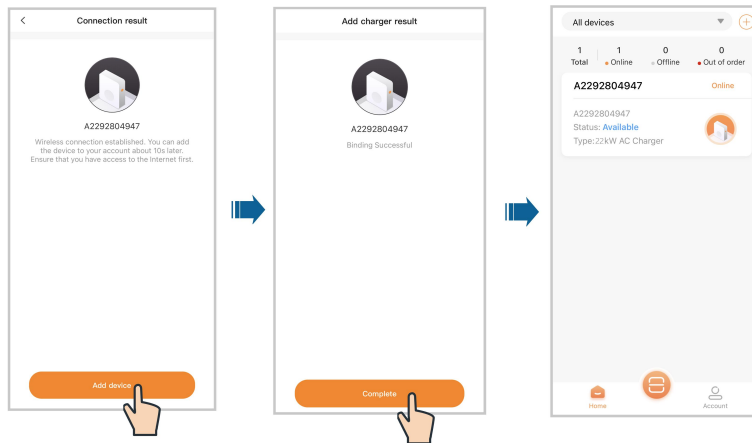 Connection result
A2292804947
Wireless connection established. You can add
the device to your account about 10s later.
Ensure that you have access to the Internet first.
Add device
Add charger result
A2292804947
Binding Successful
Complete
All devices
1 1 0 0
Total Online Offline Out of order
A2292804947 Online
A2292804947
Status: Available
Type:22kW AC Charger
Home Account